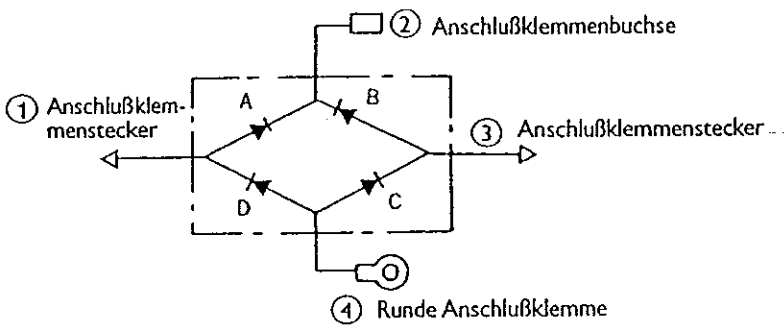 ② Anschlußklemmenbuchse
① Anschlußklem-
menstecker
A
B
③ Anschlußklemmenstecker
D
C
④ Runde Anschlußklemme